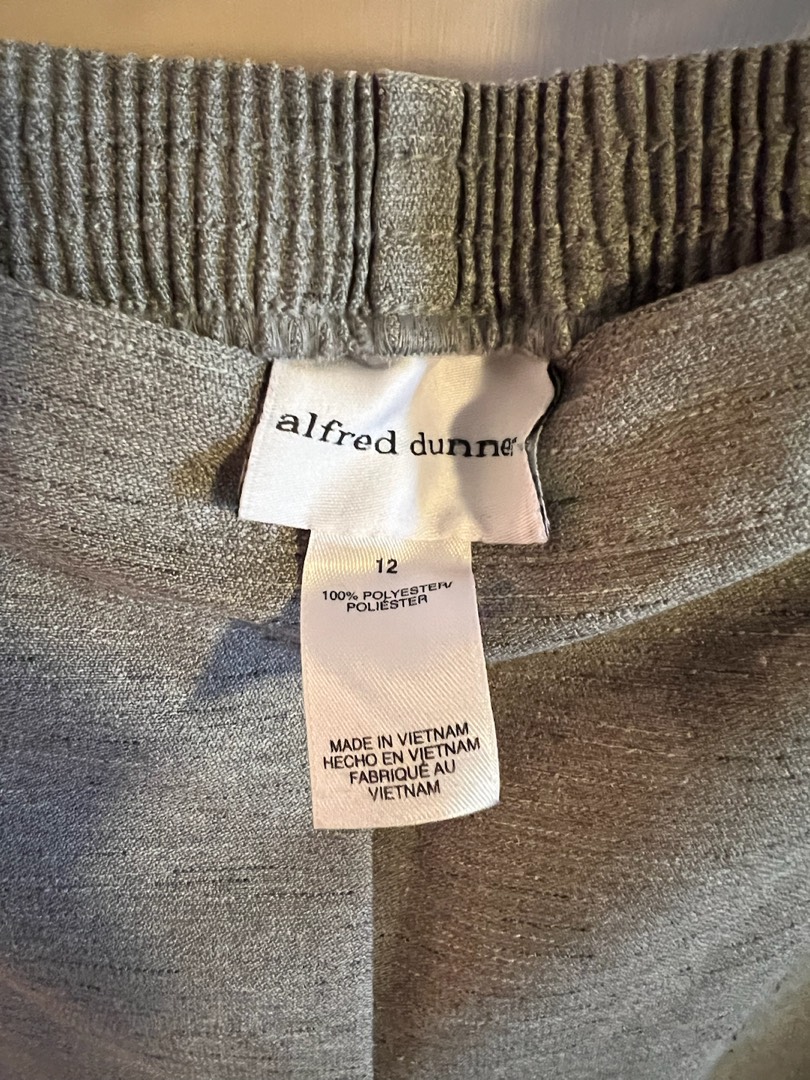 alfred dunner
12
100% POLYESTER/
POLIÉSTER
MADE IN VIETNAM
HECHO EN VIETNAM
FABRIQUÉ AU
VIETNAM